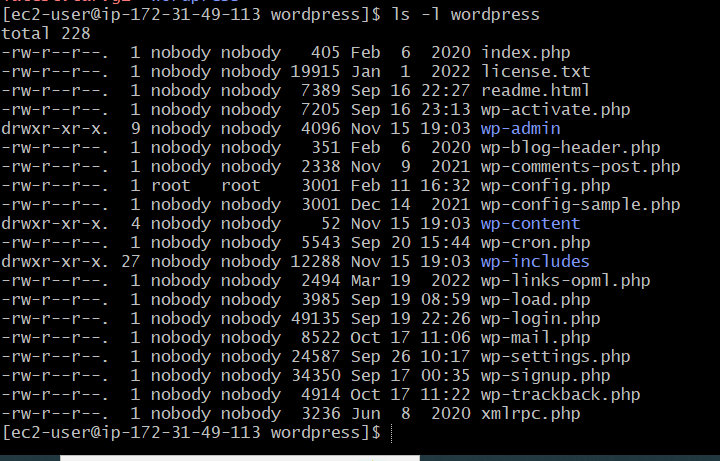 [ec2-user@ip-172-31-49-113 wordpress]$ ls -l wordpress
total 228
-rw-r--r--.  1 nobody nobody   405 Feb  6  2020 index.php
-rw-r--r--.  1 nobody nobody 19915 Jan  1  2022 license.txt
-rw-r--r--.  1 nobody nobody  7389 Sep 16 22:27 readme.html
-rw-r--r--.  1 nobody nobody  7205 Sep 16 23:13 wp-activate.php
drwxr-xr-x.  9 nobody nobody  4096 Nov 15 19:03 wp-admin
-rw-r--r--.  1 nobody nobody   351 Feb  6  2020 wp-blog-header.php
-rw-r--r--.  1 nobody nobody  2338 Nov  9  2021 wp-comments-post.php
-rw-r--r--.  1 root   root    3001 Feb 11 16:32 wp-config.php
-rw-r--r--.  1 nobody nobody  3001 Dec 14  2021 wp-config-sample.php
drwxr-xr-x.  4 nobody nobody    52 Nov 15 19:03 wp-content
-rw-r--r--.  1 nobody nobody  5543 Sep 20 15:44 wp-cron.php
drwxr-xr-x. 27 nobody nobody 12288 Nov 15 19:03 wp-includes
-rw-r--r--.  1 nobody nobody  2494 Mar 19  2022 wp-links-opml.php
-rw-r--r--.  1 nobody nobody  3985 Sep 19 08:59 wp-load.php
-rw-r--r--.  1 nobody nobody 49135 Sep 19 22:26 wp-login.php
-rw-r--r--.  1 nobody nobody  8522 Oct 17 11:06 wp-mail.php
-rw-r--r--.  1 nobody nobody 24587 Sep 26 10:17 wp-settings.php
-rw-r--r--.  1 nobody nobody 34350 Sep 17 00:35 wp-signup.php
-rw-r--r--.  1 nobody nobody  4914 Oct 17 11:22 wp-trackback.php
-rw-r--r--.  1 nobody nobody  3236 Jun  8  2020 xmlrpc.php
[ec2-user@ip-172-31-49-113 wordpress]$